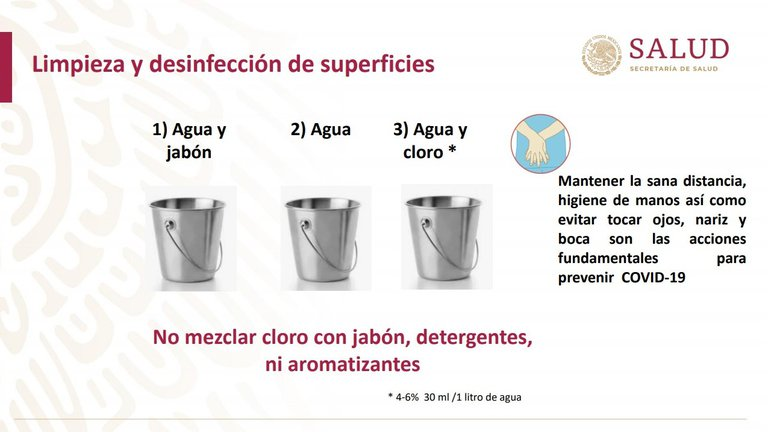 Limpieza y desinfección de superficies
SALUD
SECRETARÍA DE SALUD
1) Agua y
jabón
2) Agua
3) Agua y
cloro *
Mantener la sana distancia,
higiene de manos así como
evitar tocar ojos, nariz y
boca son las acciones
fundamentales para
prevenir COVID-19
No mezclar cloro con jabón, detergentes,
ni aromatizantes
* 4-6% 30 ml /1 litro de agua